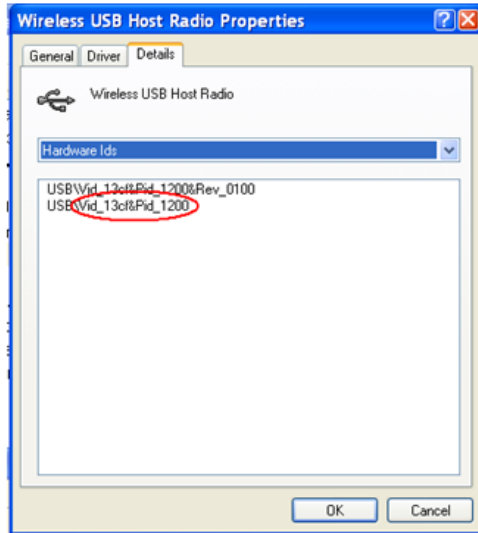 Wireless USB Host Radio Properties
General Driver Details
Wireless USB Host Radio
Hardware Ids
USB\Vid_13cf&Pid_1200&Rev_0100
USB\Vid_13cf&Pid_1200
OK Cancel